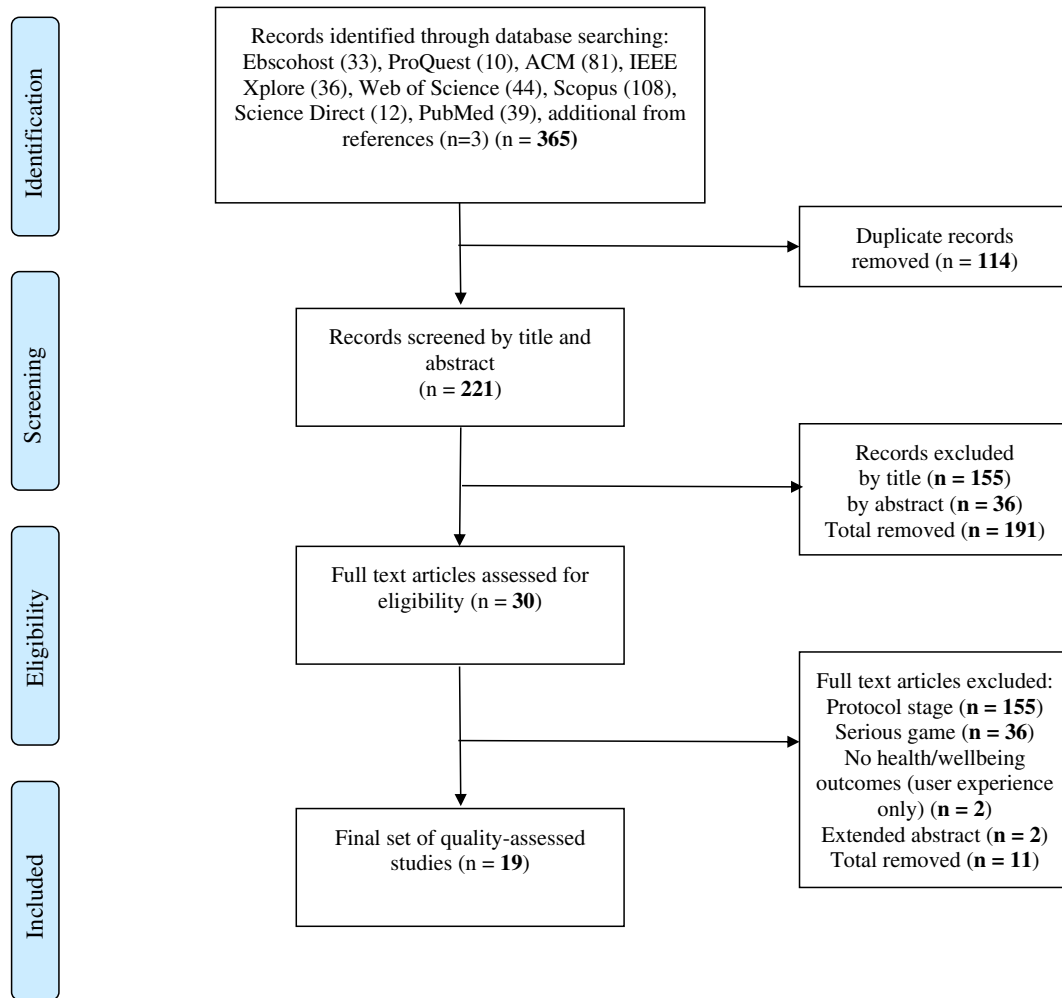 Identification
Records identified through database searching:
Ebscohost (33), ProQuest (10), ACM (81), IEEE
Xplore (36), Web of Science (44), Scopus (108),
Science Direct (12), PubMed (39), additional from
references (n=3) (n = 365)
Duplicate records
removed (n = 114)
Screening
Records screened by title and
abstract
(n = 221)
Records excluded
by title (n = 155)
by abstract (n = 36)
Total removed (n = 191)
Eligibility
Full text articles assessed for
eligibility (n = 30)
Full text articles excluded:
Protocol stage (n = 155)
Serious game (n = 36)
No health/wellbeing
outcomes (user experience
only) (n = 2)
Extended abstract (n = 2)
Total removed (n = 11)
Included
Final set of quality-assessed
studies (n = 19)